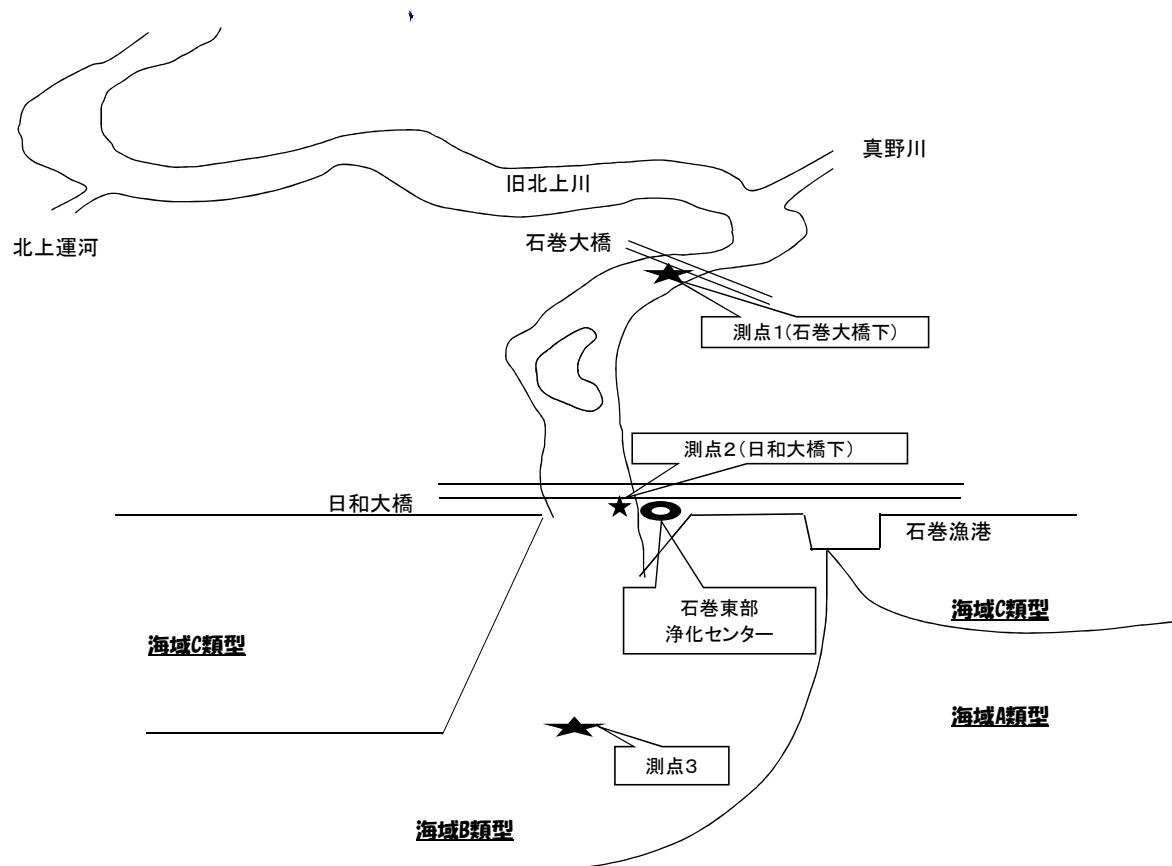 真野川
旧北上川
石巻大橋
北上運河
測点1(石巻大橋下)
測点2(日和大橋下)
日和大橋
石巻漁港
石巻東部
浄化センター
海域C類型
海域C類型
海域A類型
測点3
海域B類型